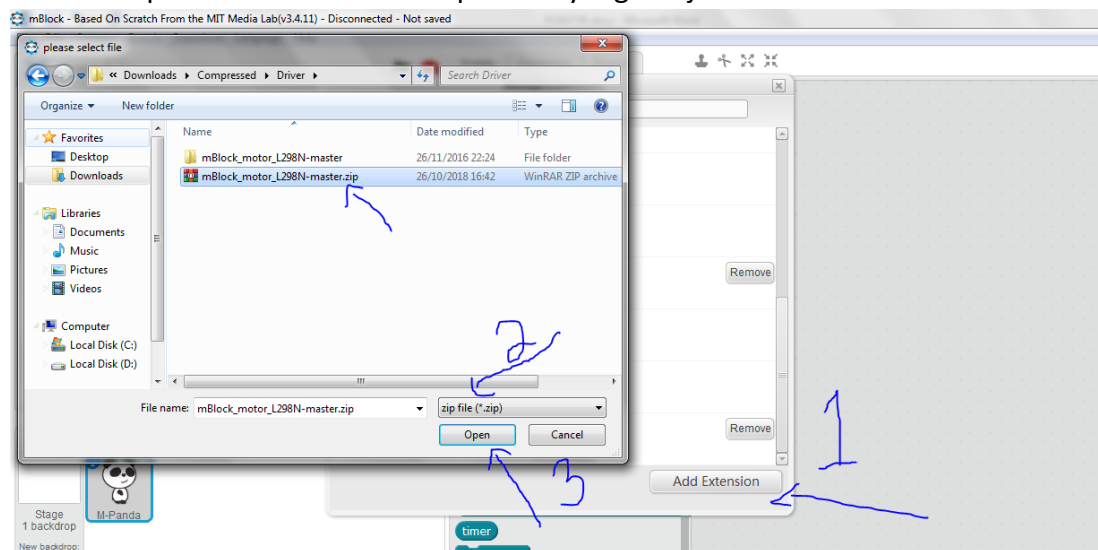 mBlock - Based On Scratch From the MIT Media Lab(v3.4.11) - Disconnected - Not saved
please select file
« Downloads ▸ Compressed ▸ Driver ▸
Search Driver
Organize
New folder
Name
Date modified
Type
Favorites
Desktop
Downloads
Libraries
Documents
Music
Pictures
Videos
Computer
Local Disk (C:)
Local Disk (D:)
mBlock_motor_L298N-master 26/11/2016 22:24 File folder
mBlock_motor_L298N-master.zip 26/10/2018 16:42 WinRAR ZIP archive
Remove
2
File name: mBlock_motor_L298N-master.zip
zip file (*.zip)
Open
Cancel
Remove
1
3
Add Extension
Stage
1 backdrop
M-Panda
New backdrop:
timer